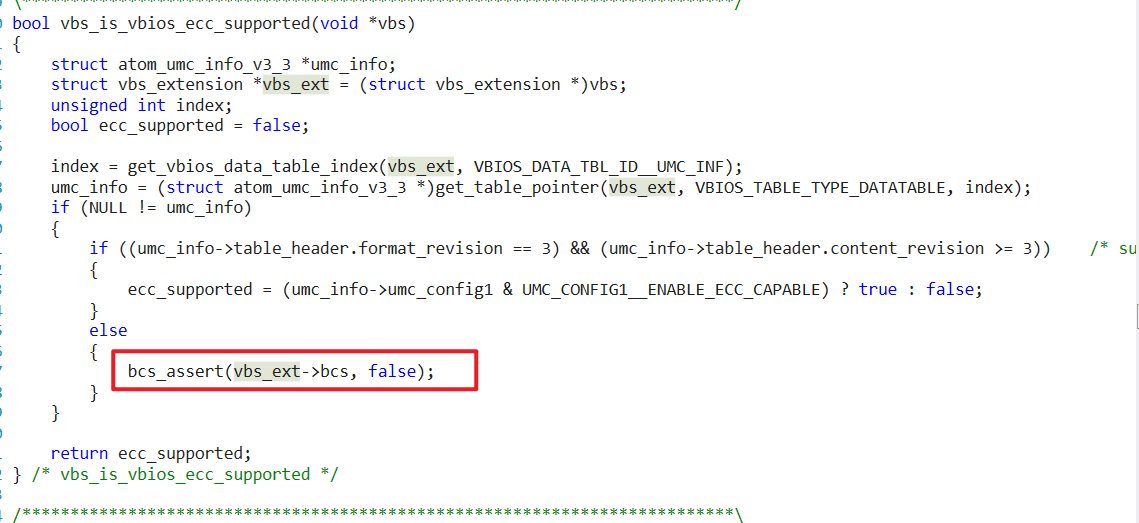 \**************************************************************************/
bool vbs_is_vbios_ecc_supported(void *vbs)
{
    struct atom_umc_info_v3_3 *umc_info;
    struct vbs_extension *vbs_ext = (struct vbs_extension *)vbs;
    unsigned int index;
    bool ecc_supported = false;

    index = get_vbios_data_table_index(vbs_ext, VBIOS_DATA_TBL_ID__UMC_INF);
    umc_info = (struct atom_umc_info_v3_3 *)get_table_pointer(vbs_ext, VBIOS_TABLE_TYPE_DATATABLE, index);
    if (NULL != umc_info)
    {
        if ((umc_info->table_header.format_revision == 3) && (umc_info->table_header.content_revision >= 3))    /* su
        {
            ecc_supported = (umc_info->umc_config1 & UMC_CONFIG1__ENABLE_ECC_CAPABLE) ? true : false;
        }
        else
        {
            bcs_assert(vbs_ext->bcs, false);
        }
    }

    return ecc_supported;
} /* vbs_is_vbios_ecc_supported */

/**************************************************************************\